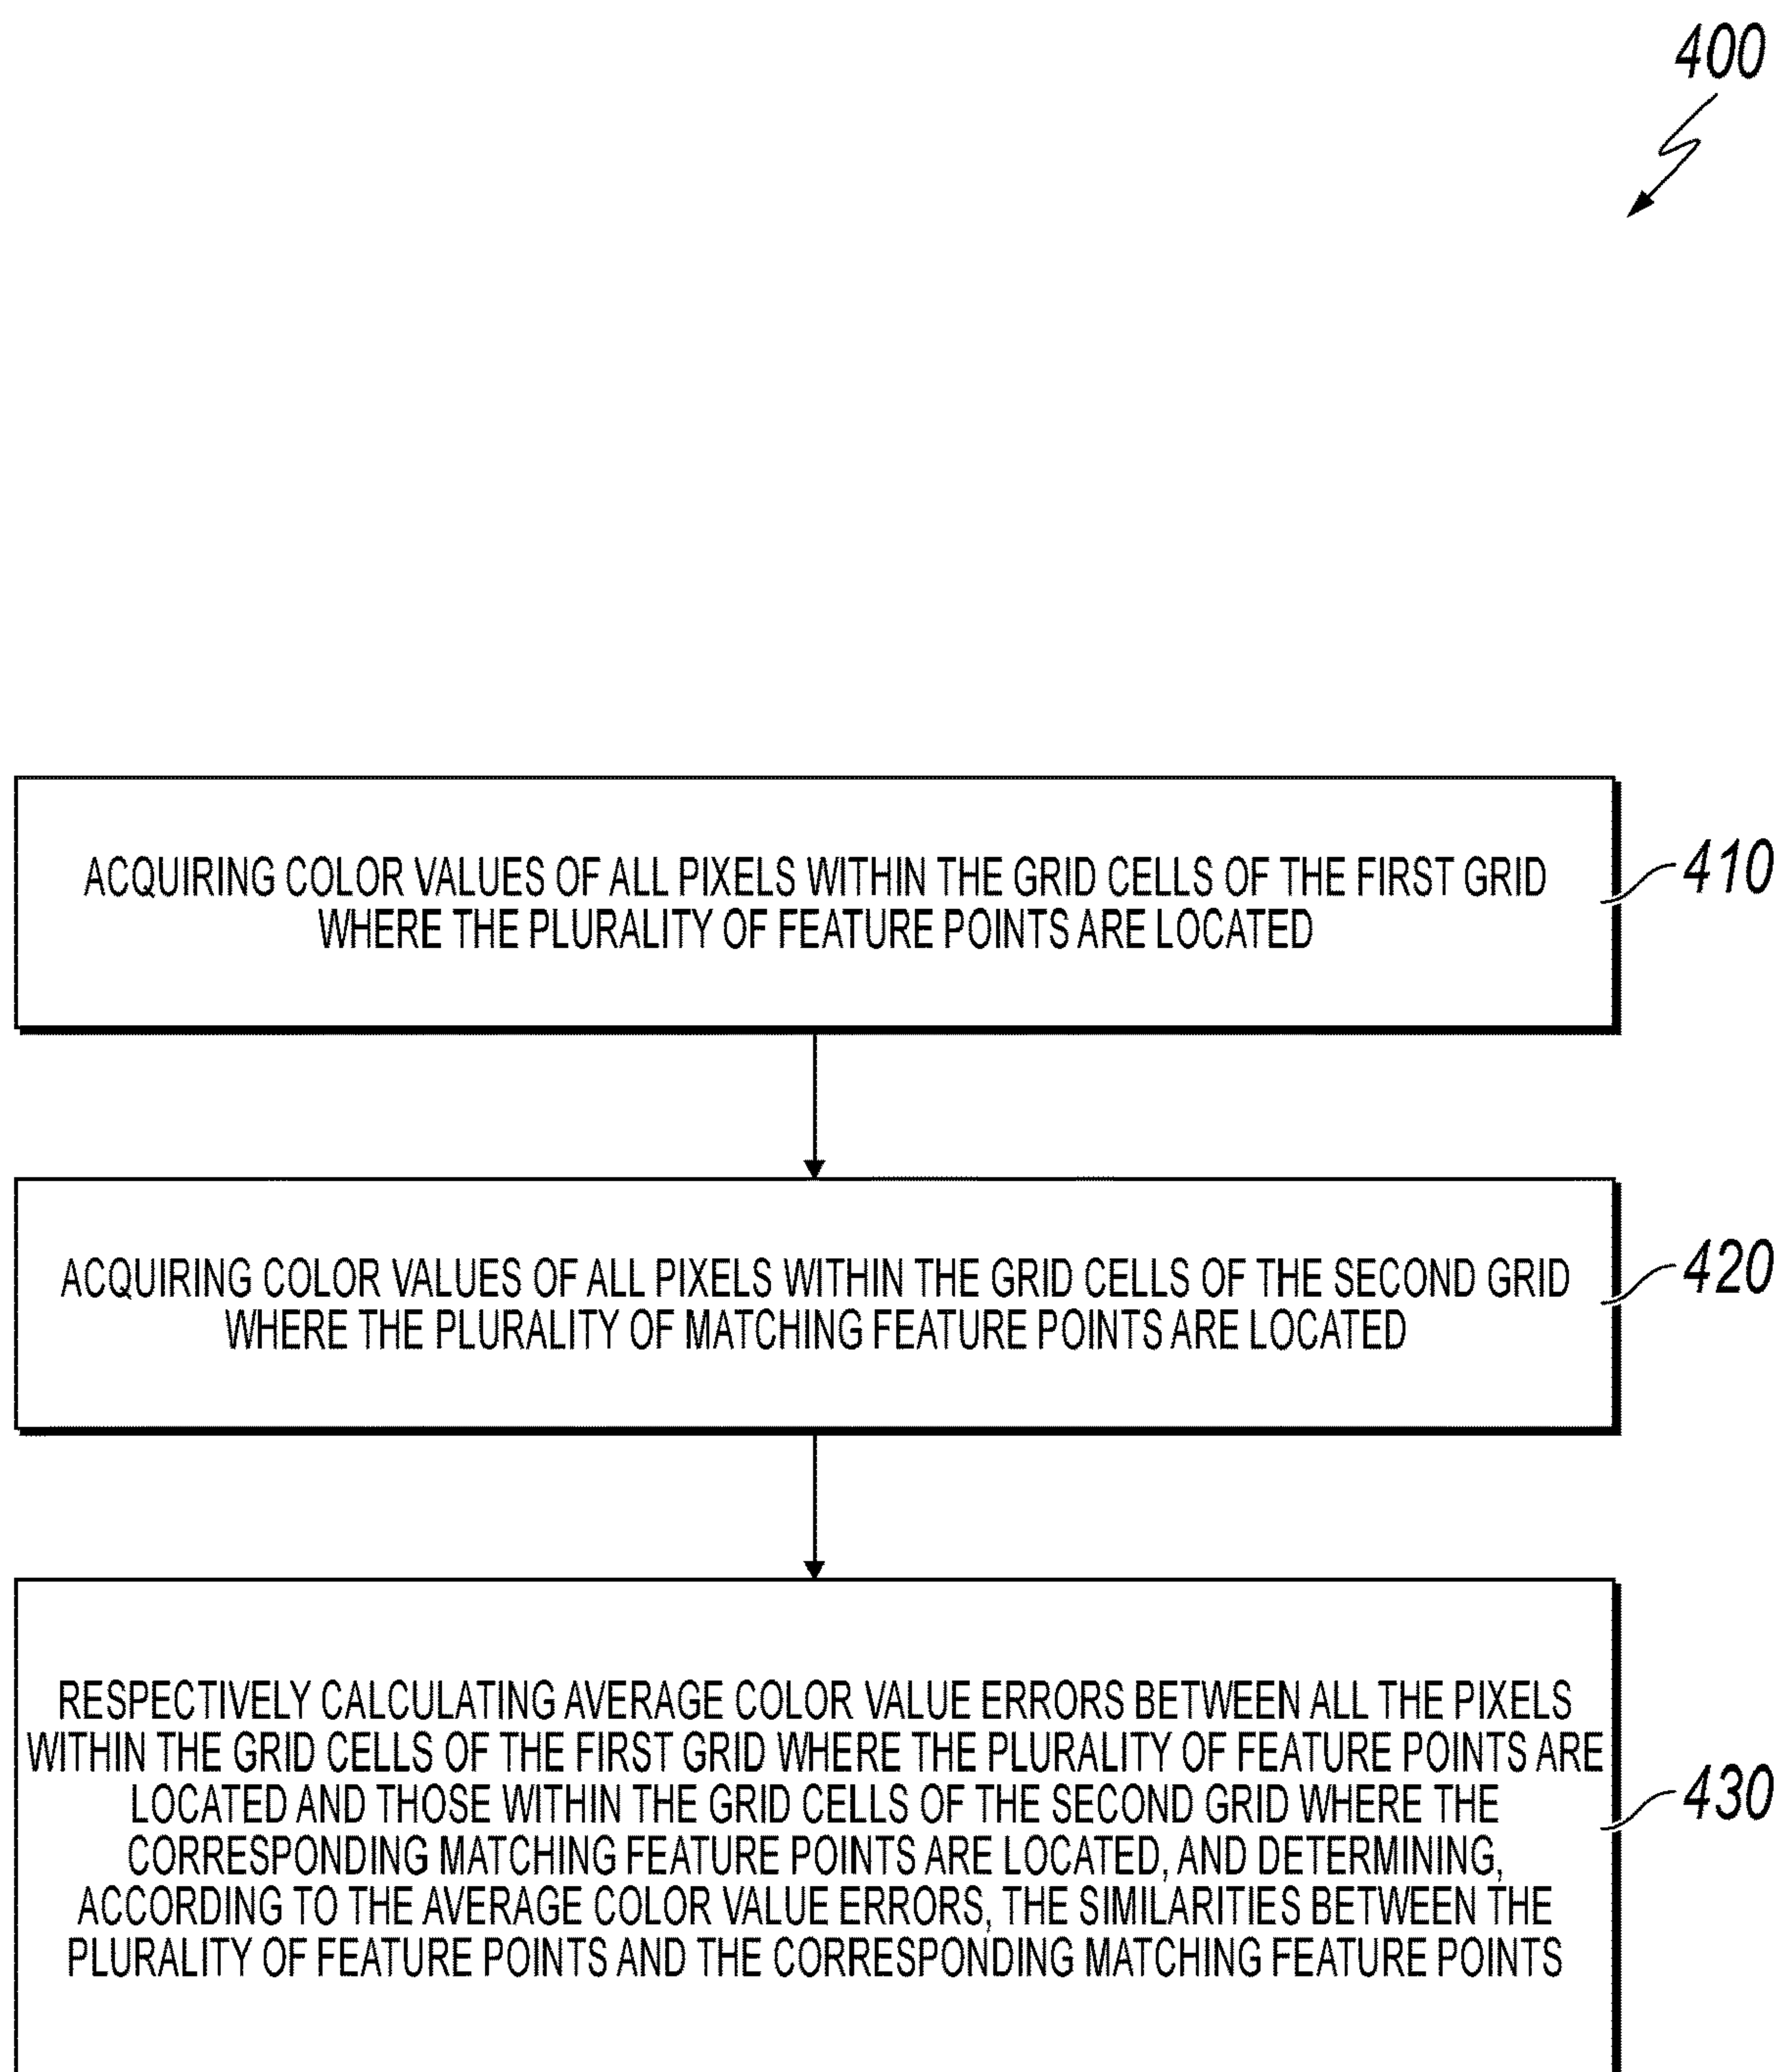 400
ACQUIRING COLOR VALUES OF ALL PIXELS WITHIN THE GRID CELLS OF THE FIRST GRID
WHERE THE PLURALITY OF FEATURE POINTS ARE LOCATED
410
ACQUIRING COLOR VALUES OF ALL PIXELS WITHIN THE GRID CELLS OF THE SECOND GRID
WHERE THE PLURALITY OF MATCHING FEATURE POINTS ARE LOCATED
420
RESPECTIVELY CALCULATING AVERAGE COLOR VALUE ERRORS BETWEEN ALL THE PIXELS
WITHIN THE GRID CELLS OF THE FIRST GRID WHERE THE PLURALITY OF FEATURE POINTS ARE
LOCATED AND THOSE WITHIN THE GRID CELLS OF THE SECOND GRID WHERE THE
CORRESPONDING MATCHING FEATURE POINTS ARE LOCATED, AND DETERMINING,
ACCORDING TO THE AVERAGE COLOR VALUE ERRORS, THE SIMILARITIES BETWEEN THE
PLURALITY OF FEATURE POINTS AND THE CORRESPONDING MATCHING FEATURE POINTS
430